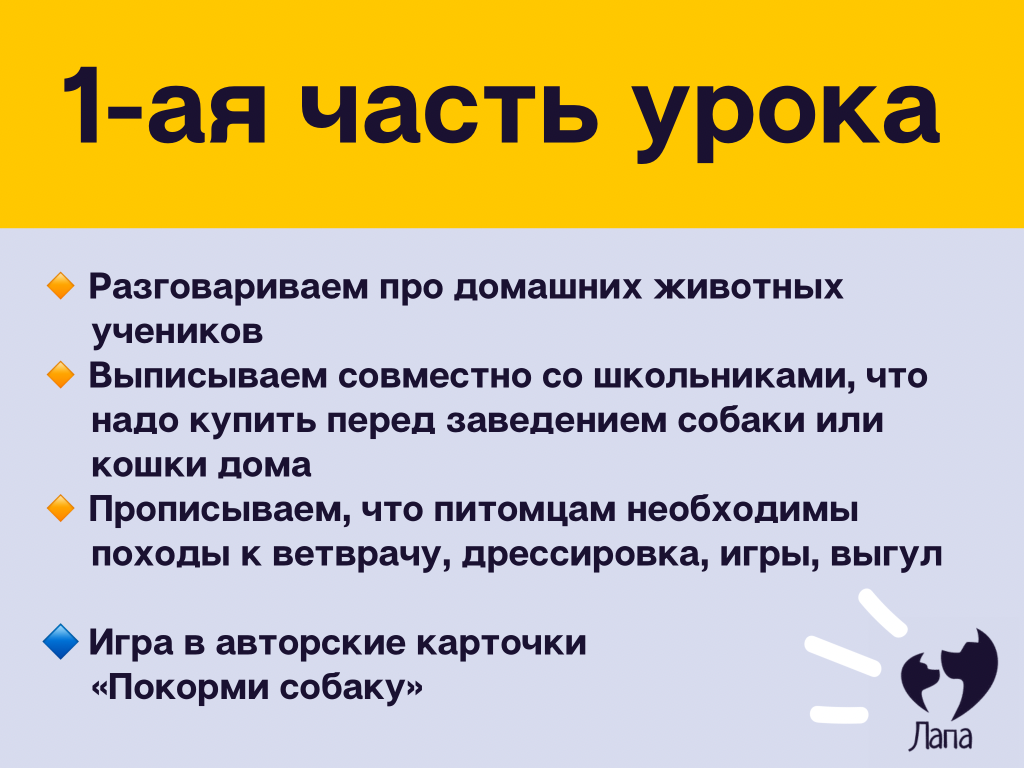 1-ая часть урока
🔸 Разговариваем про домашних животных
учеников
🔸 Выписываем совместно со школьниками, что
надо купить перед заведением собаки или
кошки дома
🔸 Прописываем, что питомцам необходимы
походы к ветврачу, дрессировка, игры, выгул
🔷 Игра в авторские карточки
«Покорми собаку»
Лапа